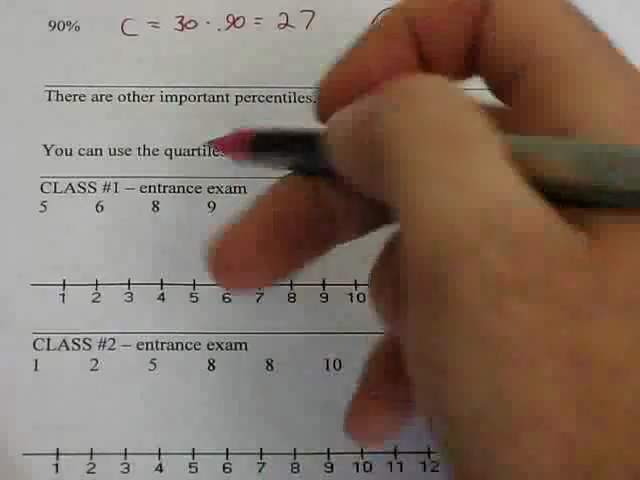 90% C = 30 · .90 = 27
There are other important percentiles.
You can use the quartiles
CLASS #1 – entrance exam
5 6 8 9
1 2 3 4 5 6 7 8 9 10
CLASS #2 – entrance exam
1 2 5 8 8 10
1 2 3 4 5 6 7 8 9 10 11 12